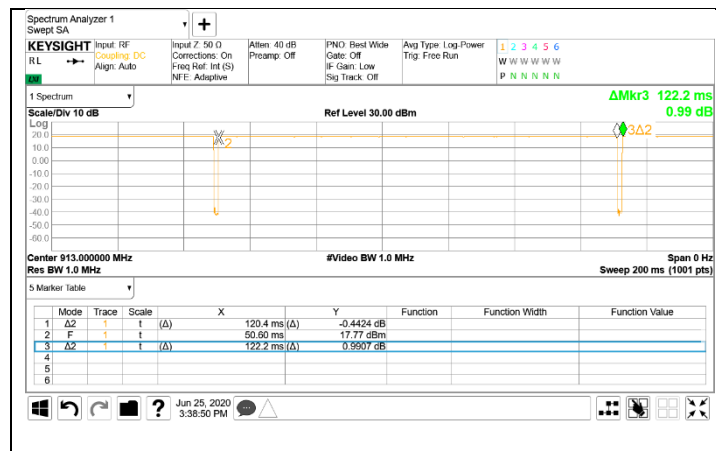 Spectrum Analyzer 1
Swept SA
+
KEYSIGHT Input: RF Input Z: 50 Ω Atten: 40 dB PNO: Best Wide Avg Type: Log-Power 1 2 3 4 5 6
RL Coupling: DC Corrections: On Preamp: Off Gate: Off Trig: Free Run W W W W W W
Align: Auto Freq Ref: Int (S) IF Gain: Low
NFE: Adaptive Sig Track: Off P N N N N N
1 Spectrum ΔMkr3 122.2 ms
Scale/Div 10 dB Ref Level 30.00 dBm 0.99 dB
Log
20.0 2 3Δ2
10.0
0.00
-10.0
-20.0
-30.0
-40.0
-50.0
-60.0
Center 913.000000 MHz #Video BW 1.0 MHz Span 0 Hz
Res BW 1.0 MHz Sweep 200 ms (1001 pts)
5 Marker Table
Mode Trace Scale X Y Function Function Width Function Value
1 Δ2 1 t (Δ) 120.4 ms (Δ) -0.4424 dB
2 F 1 t 50.60 ms 17.77 dBm
3 Δ2 1 t (Δ) 122.2 ms (Δ) 0.9907 dB
4
5
6
? Jun 25, 2020
3:38:50 PM